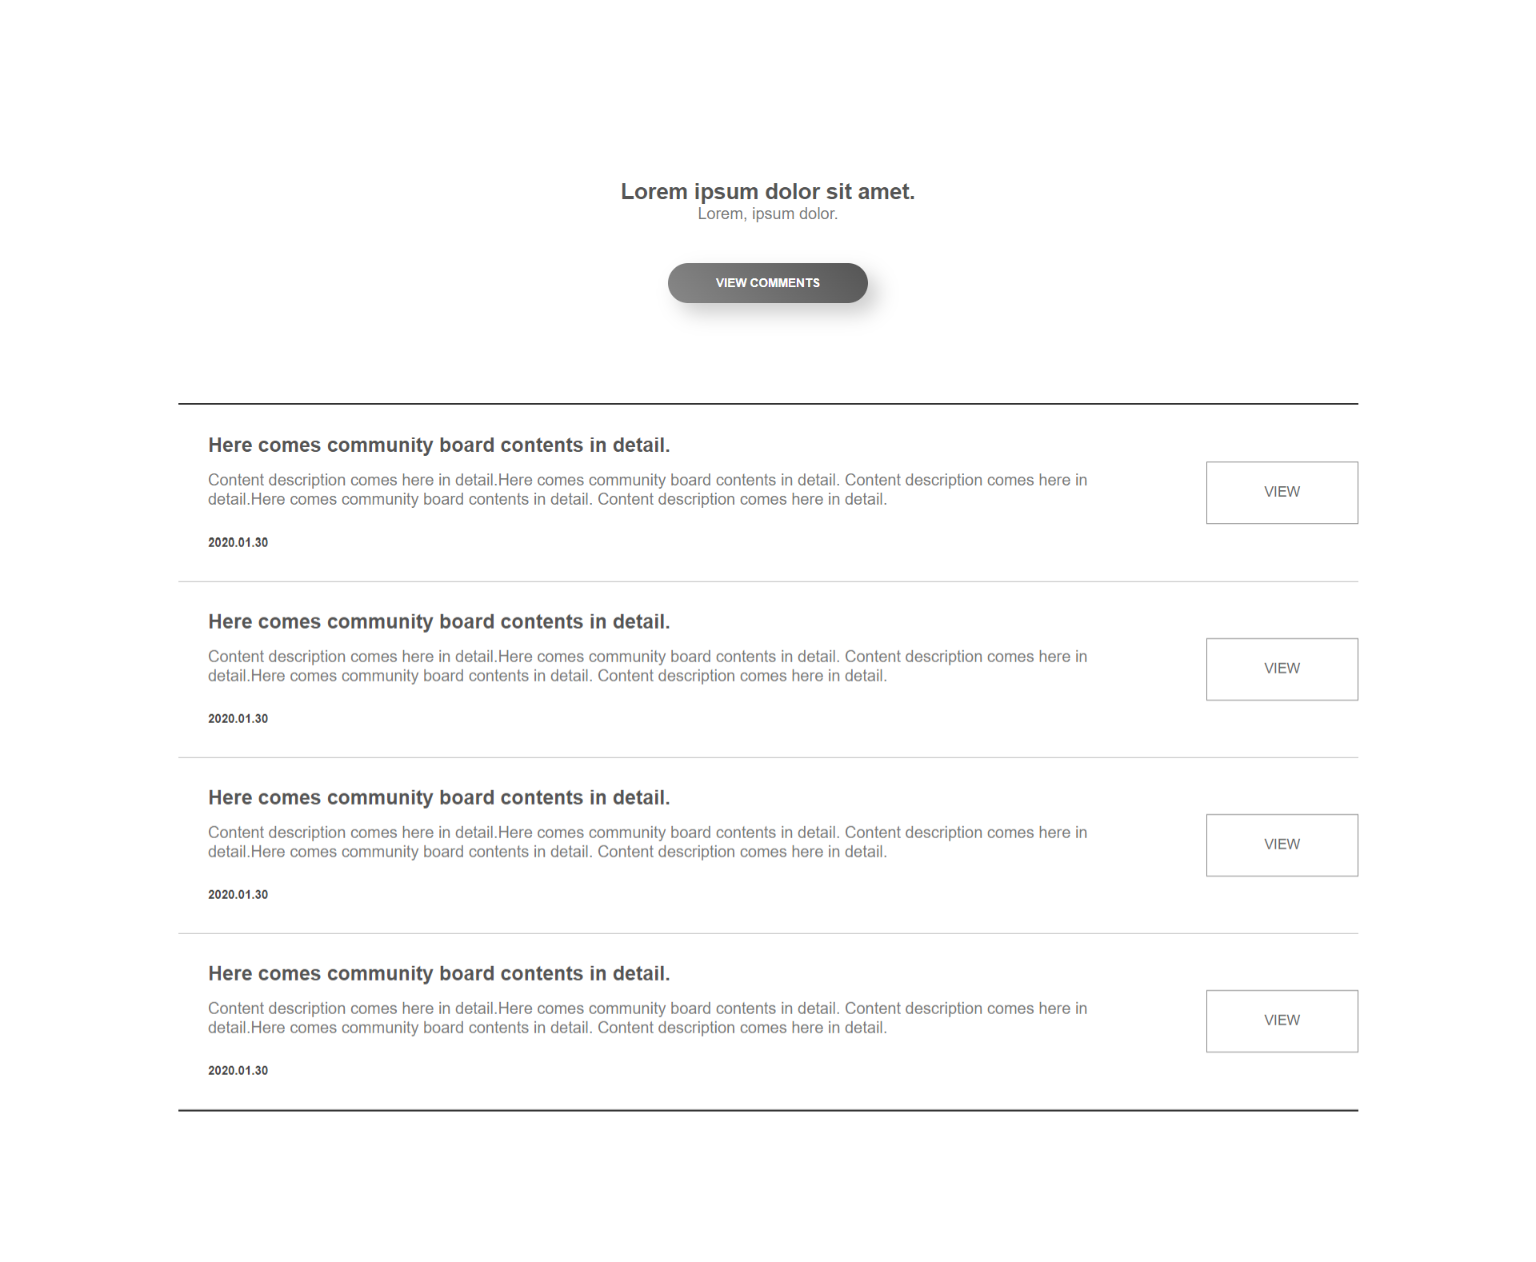 Lorem ipsum dolor sit amet.
Lorem, ipsum dolor.
VIEW COMMENTS
Here comes community board contents in detail.
Content description comes here in detail.Here comes community board contents in detail. Content description comes here in
detail.Here comes community board contents in detail. Content description comes here in detail.
VIEW
2020.01.30
Here comes community board contents in detail.
Content description comes here in detail.Here comes community board contents in detail. Content description comes here in
detail.Here comes community board contents in detail. Content description comes here in detail.
VIEW
2020.01.30
Here comes community board contents in detail.
Content description comes here in detail.Here comes community board contents in detail. Content description comes here in
detail.Here comes community board contents in detail. Content description comes here in detail.
VIEW
2020.01.30
Here comes community board contents in detail.
Content description comes here in detail.Here comes community board contents in detail. Content description comes here in
detail.Here comes community board contents in detail. Content description comes here in detail.
VIEW
2020.01.30